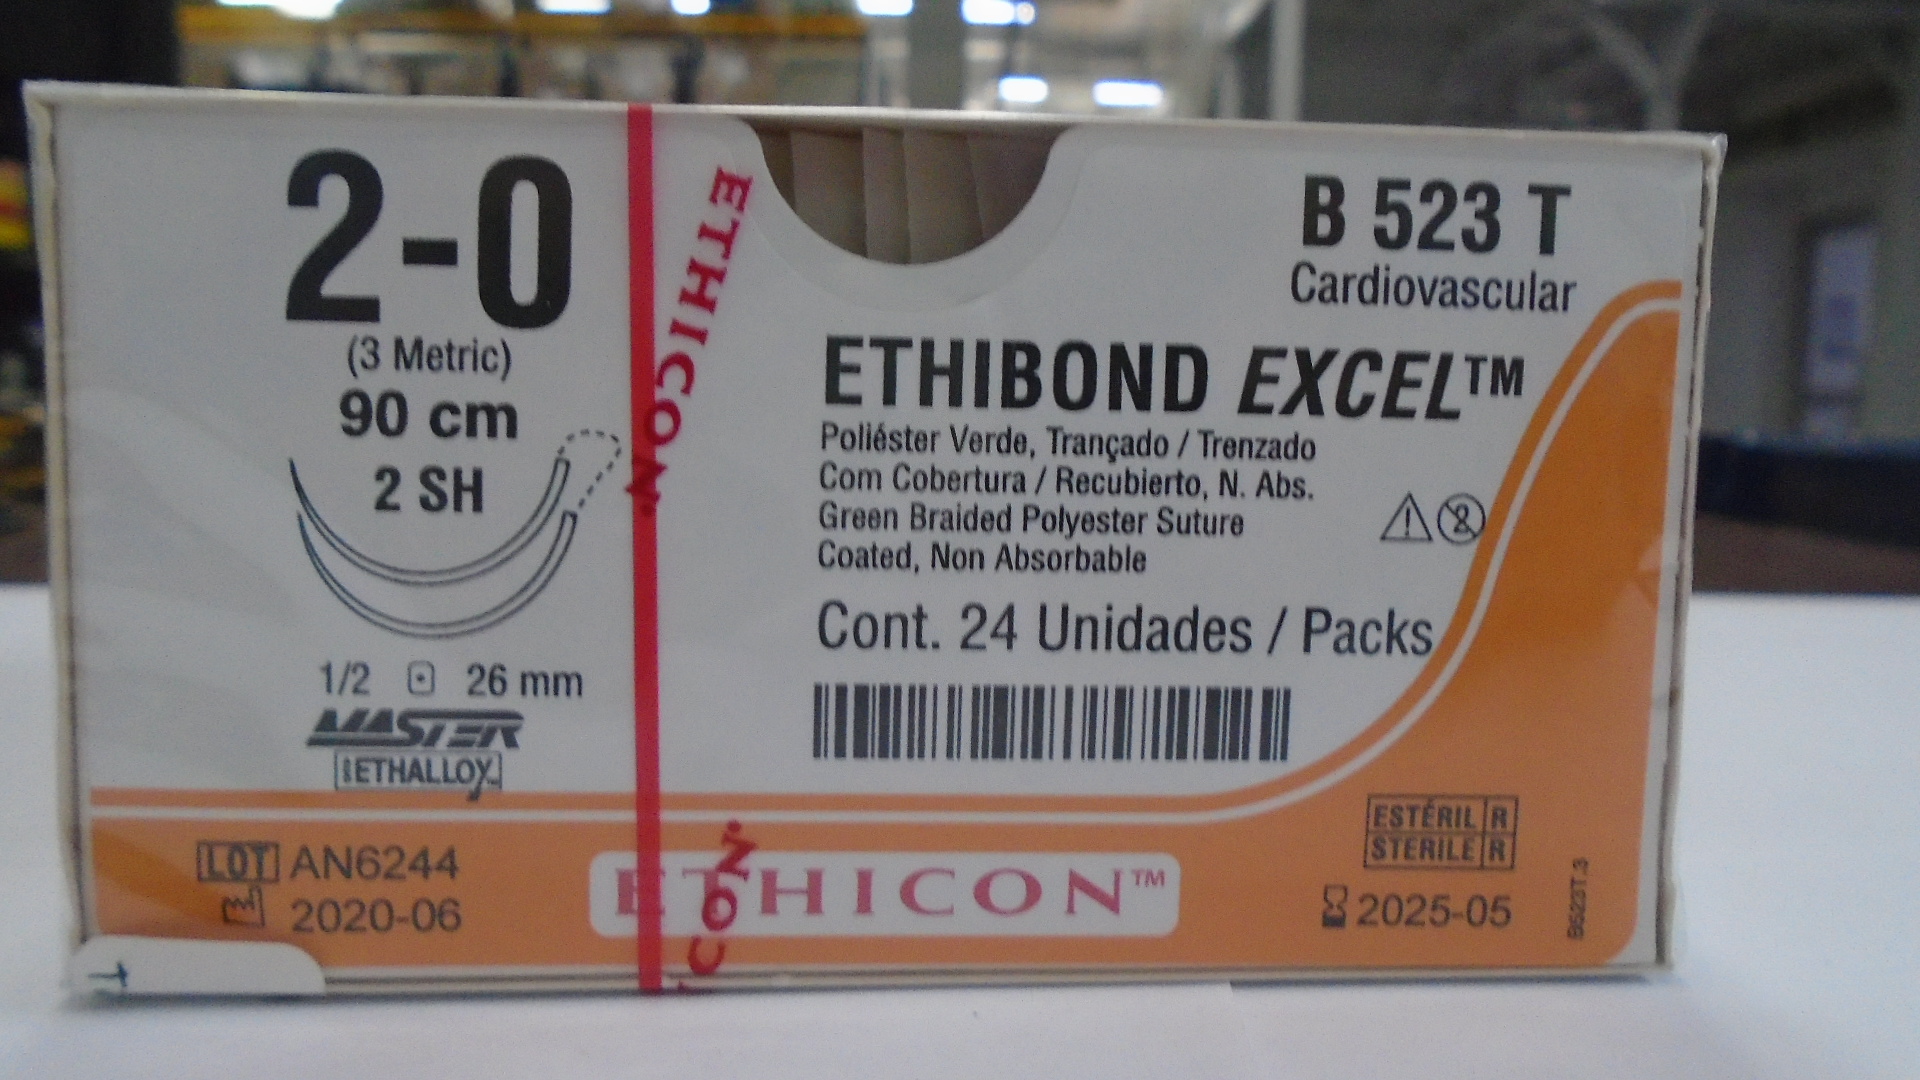 2-0
(3 Metric)
90 cm
2 SH
1/2 26 mm
MASTER
ETHALLOY
ETHICON
B 523 T
Cardiovascular
ETHIBOND EXCEL™
Poliéster Verde, Trançado / Trenzado
Com Cobertura / Recubierto, N. Abs.
Green Braided Polyester Suture
Coated, Non Absorbable
Cont. 24 Unidades / Packs
LOT AN6244
2020-06
ICON
ETHICON™
ESTÉRIL R
STERILE R
2025-05
B523T.3
T